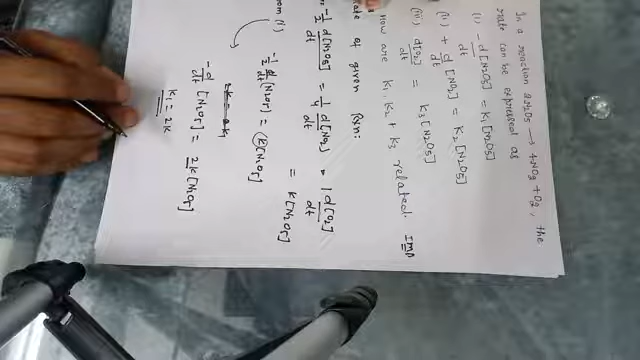 In a reaction 2N2O5 → 4NO2 + O2, the
rate can be expressed as
(i) - d[N2O5]/dt = K1[N2O5]
(ii) + d[NO2]/dt = K2[N2O5]
(iii) d[O2]/dt = K3[N2O5]
How are K1, K2 + K3 related. Imp
of given Rxn:
-1/2 d[N2O5]/dt = 1/4 d[NO2]/dt = 1 d[O2]/dt
= K[N2O5]
(i)
-1/2 d/dt[N2O5] = K[N2O5]
-d/dt [N2O5] = 2K[N2O5]
K1 = 2K